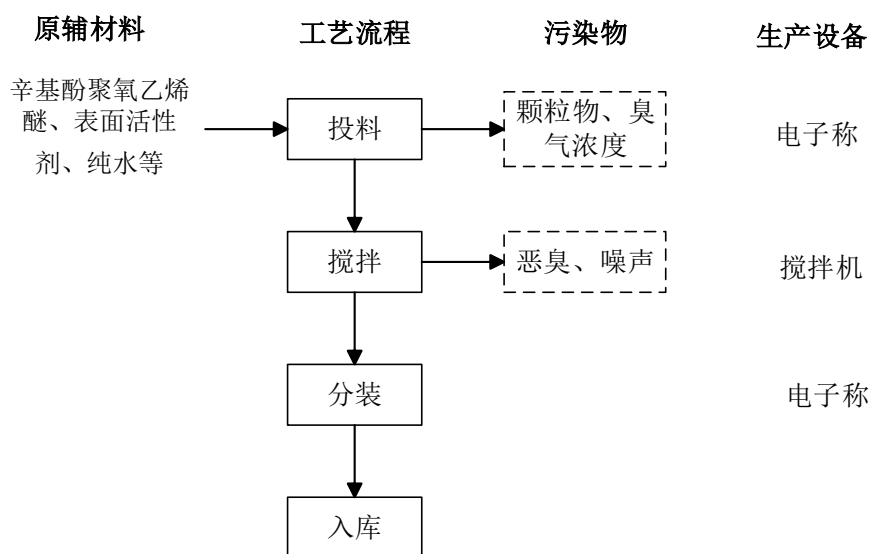 原辅材料 工艺流程 污染物 生产设备
辛基酚聚氧乙烯
醚、表面活性
剂、纯水等
投料
颗粒物、臭
气浓度
电子称
搅拌
恶臭、噪声
搅拌机
分装
电子称
入库